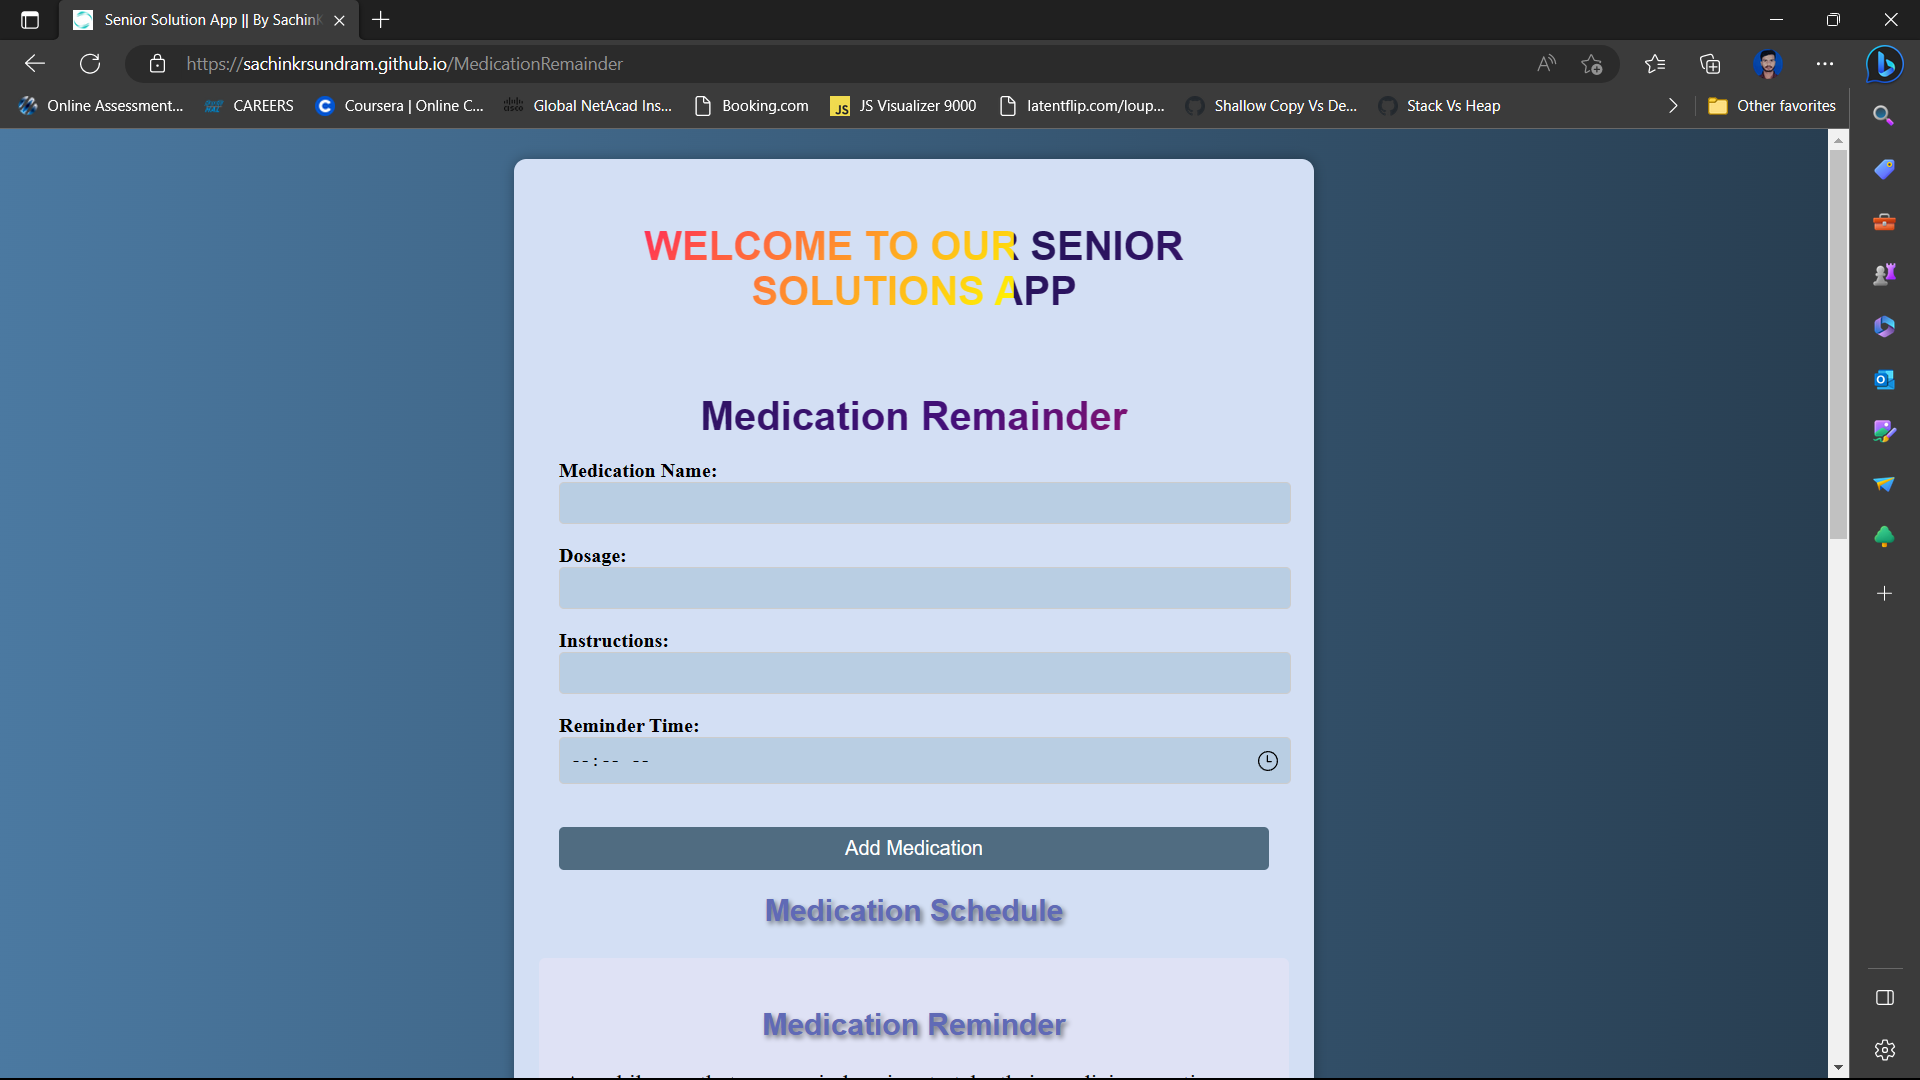 Senior Solution App || By Sachin
https://sachinkrsundram.github.io/MedicationRemainder
Online Assessment... CAREERS Coursera | Online C... Global NetAcad Ins... Booking.com JS Visualizer 9000 latentflip.com/loup... Shallow Copy Vs De... Stack Vs Heap Other favorites
WELCOME TO OUR SENIOR
SOLUTIONS APP
Medication Remainder
Medication Name:
Dosage:
Instructions:
Reminder Time:
--:-- --
Add Medication
Medication Schedule
Medication Reminder